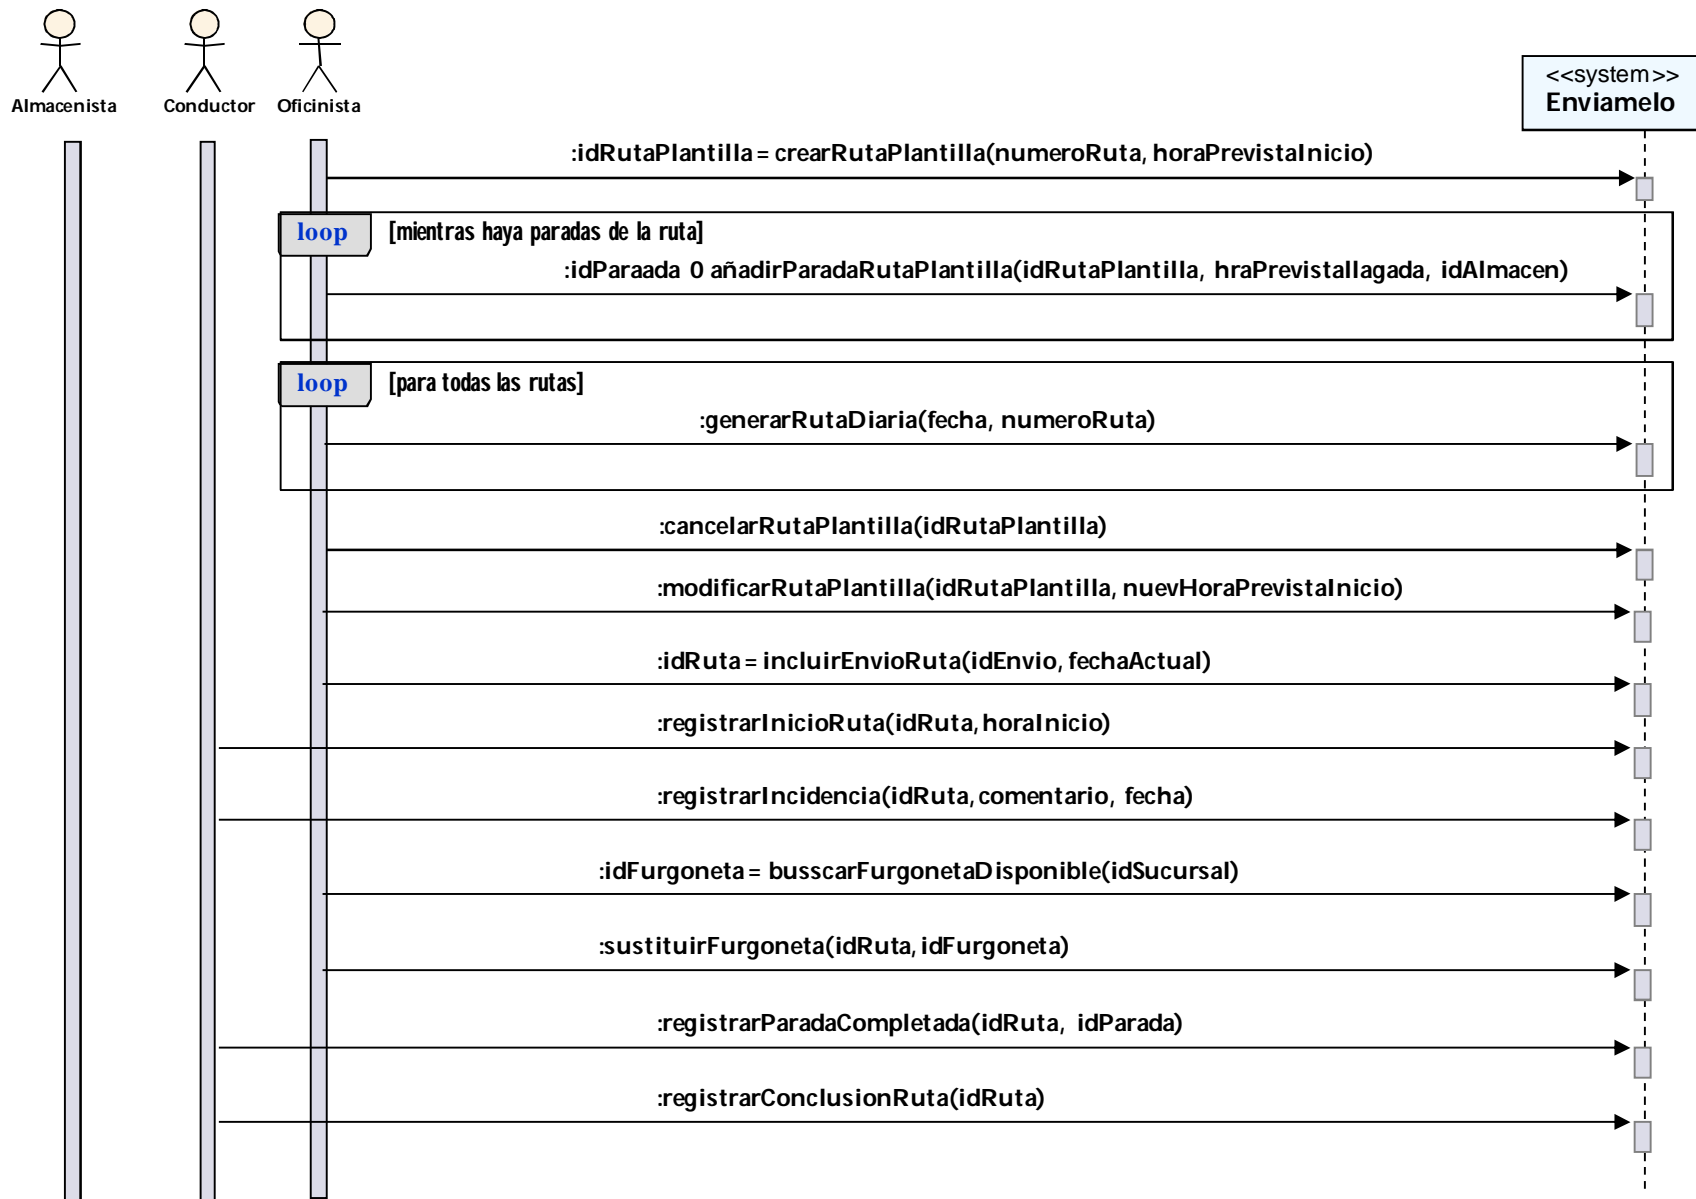 Almacenista
Conductor
Oficinista
<<system>>
Enviamelo
:idRutaPlantilla = crearRutaPlantilla(numeroRuta, horaPrevistaInicio)
loop [mientras haya paradas de la ruta]
:idParaada 0 añadirParadaRutaPlantilla(idRutaPlantilla, hraPrevistallagada, idAlmacen)
loop [para todas las rutas]
:generarRutaDiaria(fecha, numeroRuta)
:cancelarRutaPlantilla(idRutaPlantilla)
:modificarRutaPlantilla(idRutaPlantilla, nuevHoraPrevistaInicio)
:idRuta = incluirEnvioRuta(idEnvio, fechaActual)
:registrarInicioRuta(idRuta, horaInicio)
:registrarIncidencia(idRuta, comentario, fecha)
:idFurgoneta = busscarFurgonetaDisponible(idSucursal)
:sustituirFurgoneta(idRuta, idFurgoneta)
:registrarParadaCompletada(idRuta, idParada)
:registrarConclusionRuta(idRuta)